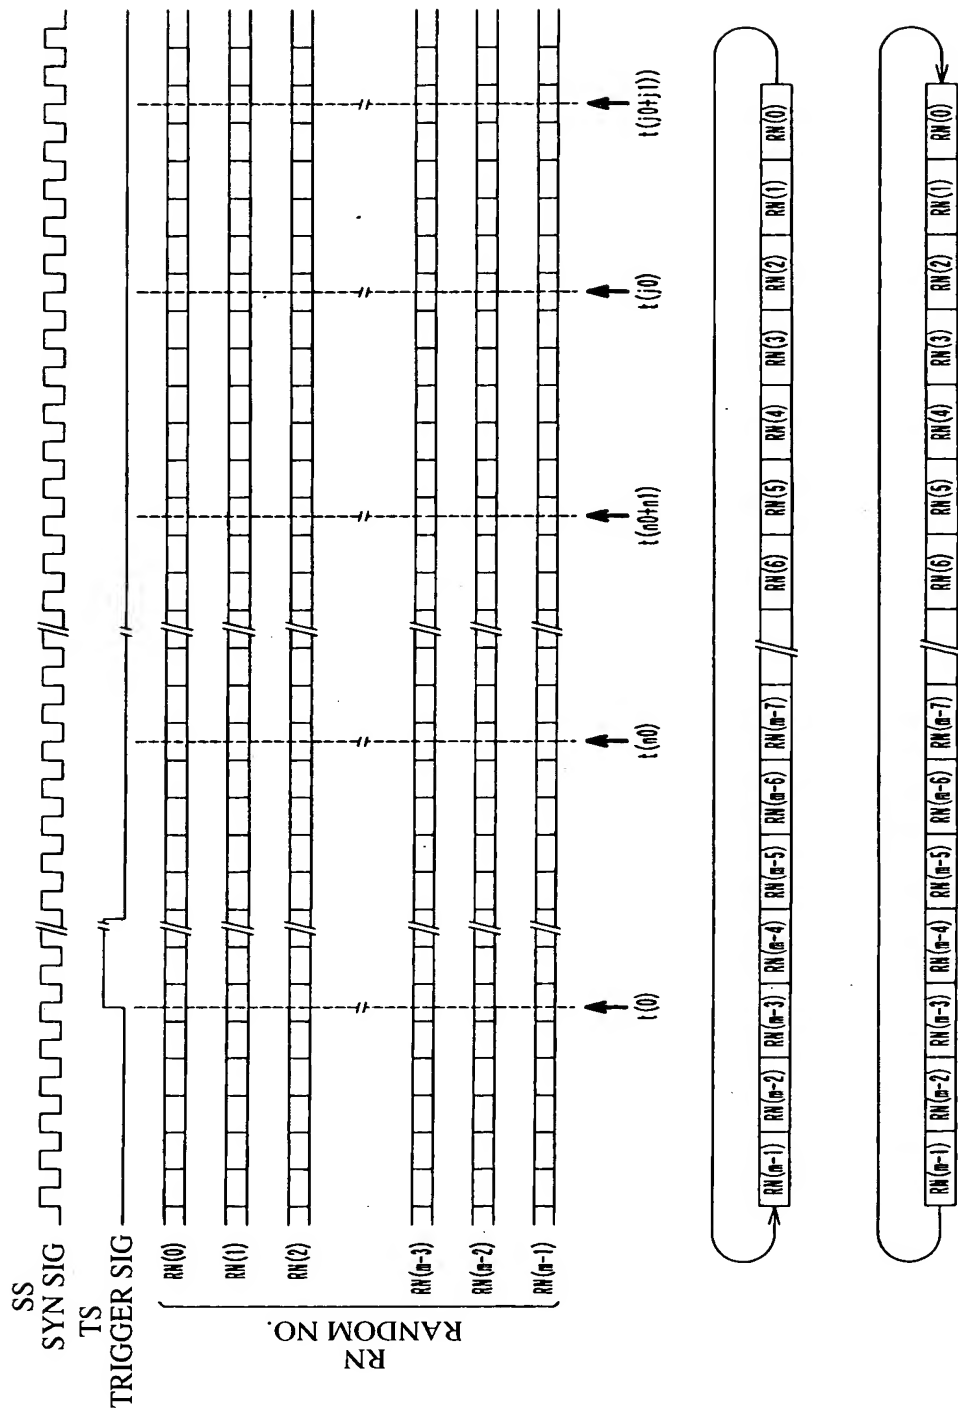 SS
SYN SIG
TS
TRIGGER SIG
RN(0)
RN(1)
RN(2)
RN(m-3)
RN(m-2)
RN(m-1)
RN
RANDOM NO.
t(0)
t(n0)
t(n0+n1)
t(j0)
t(j0+j1))
RN(m-1) RN(m-2) RN(m-3) RN(m-4) RN(m-5) RN(m-6) RN(m-7) RN(6) RN(5) RN(4) RN(3) RN(2) RN(1) RN(0)
RN(m-1) RN(m-2) RN(m-3) RN(m-4) RN(m-5) RN(m-6) RN(m-7) RN(6) RN(5) RN(4) RN(3) RN(2) RN(1) RN(0)